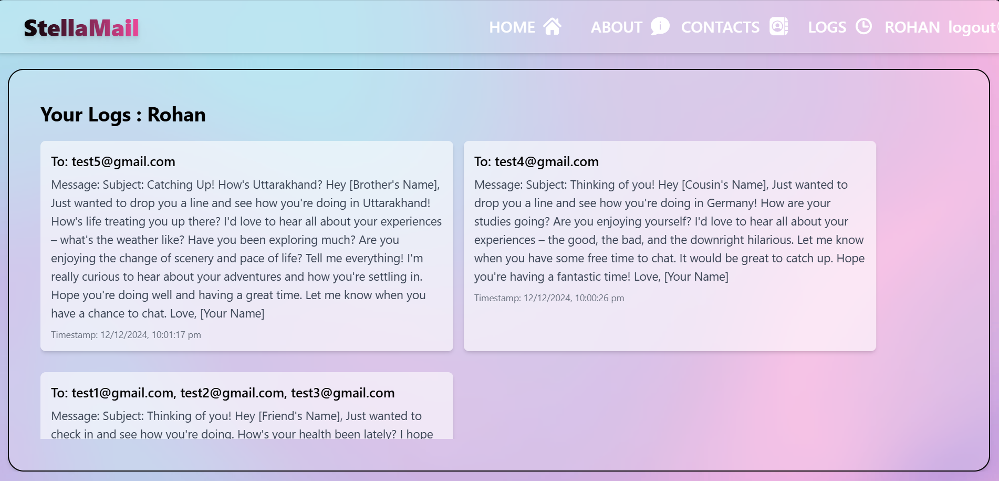 StellaMail
HOME
ABOUT
CONTACTS
LOGS
ROHAN
logout
Your Logs : Rohan
To: test5@gmail.com
Message: Subject: Catching Up! How's Uttarakhand? Hey [Brother's Name],
Just wanted to drop you a line and see how you're doing in Uttarakhand!
How's life treating you up there? I'd love to hear all about your experiences
– what's the weather like? Have you been exploring much? Are you
enjoying the change of scenery and pace of life? Tell me everything! I'm
really curious to hear about your adventures and how you're settling in.
Hope you're doing well and having a great time. Let me know when you
have a chance to chat. Love, [Your Name]
Timestamp: 12/12/2024, 10:01:17 pm
To: test4@gmail.com
Message: Subject: Thinking of you! Hey [Cousin's Name], Just wanted to
drop you a line and see how you're doing in Germany! How are your
studies going? Are you enjoying yourself? I'd love to hear all about your
experiences – the good, the bad, and the downright hilarious. Let me know
when you have some free time to chat. It would be great to catch up. Hope
you're having a fantastic time! Love, [Your Name]
Timestamp: 12/12/2024, 10:00:26 pm
To: test1@gmail.com, test2@gmail.com, test3@gmail.com
Message: Subject: Thinking of you! Hey [Friend's Name], Just wanted to
check in and see how you're doing. How's your health been lately? I hope